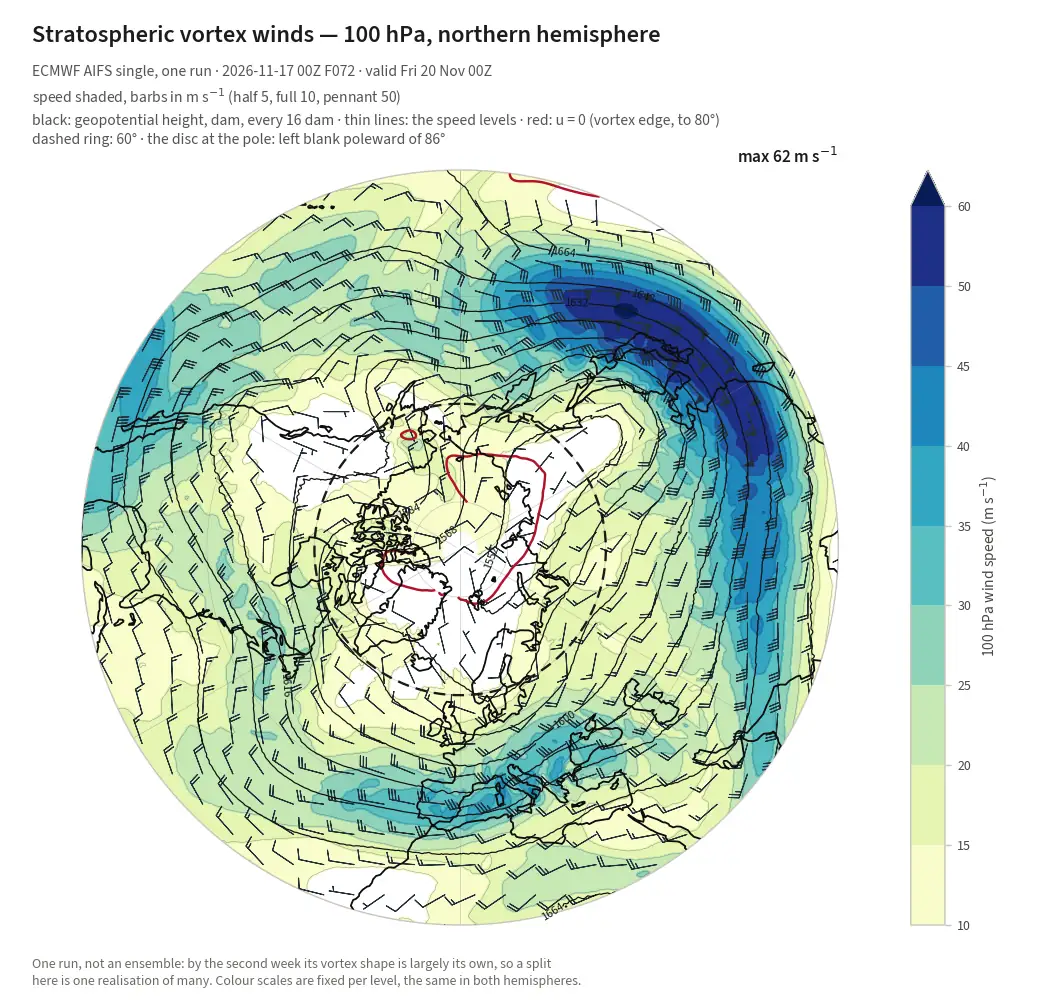 Stratospheric vortex winds — 100 hPa, northern hemisphere
ECMWF AIFS single, one run · 2026-11-17 00Z F072 · valid Fri 20 Nov 00Z
speed shaded, barbs in m s⁻¹ (half 5, full 10, pennant 50)
black: geopotential height, dam, every 16 dam · thin lines: the speed levels · red: u = 0 (vortex edge, to 80°)
dashed ring: 60° · the disc at the pole: left blank poleward of 86°
max 62 m s⁻¹
60
50
45
40
35
30
25
20
15
10
100 hPa wind speed (m s⁻¹)
1664
1632
1568
1616
1600
1664
One run, not an ensemble: by the second week its vortex shape is largely its own, so a split
here is one realisation of many. Colour scales are fixed per level, the same in both hemispheres.